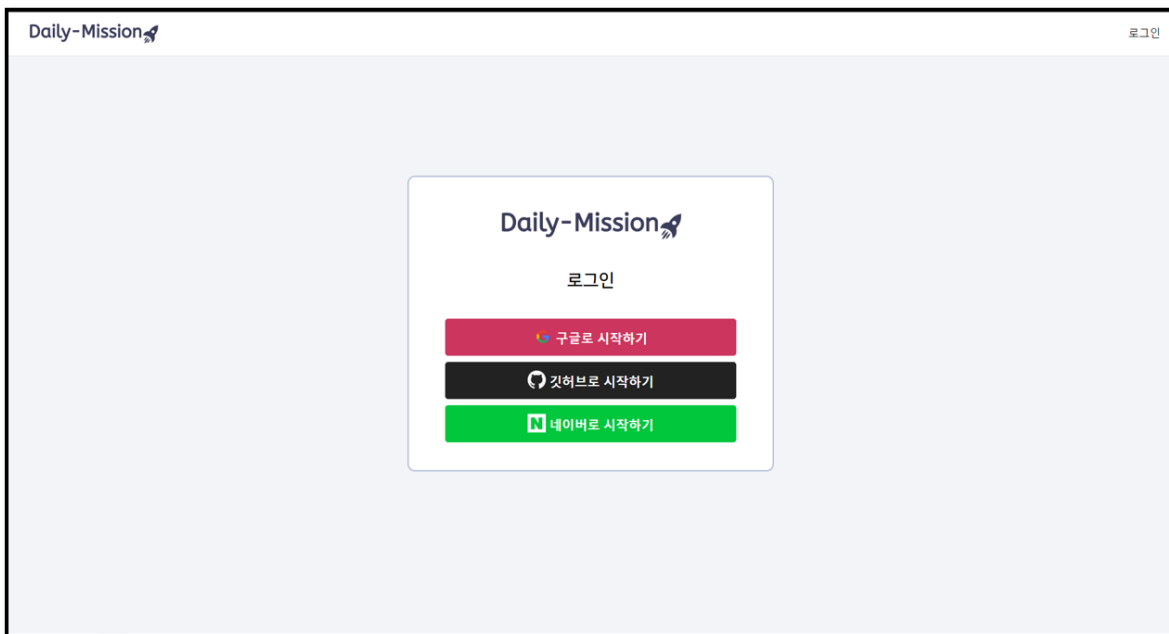 Daily-Mission
로그인
Daily-Mission
로그인
구글로 시작하기
깃허브로 시작하기
N 네이버로 시작하기